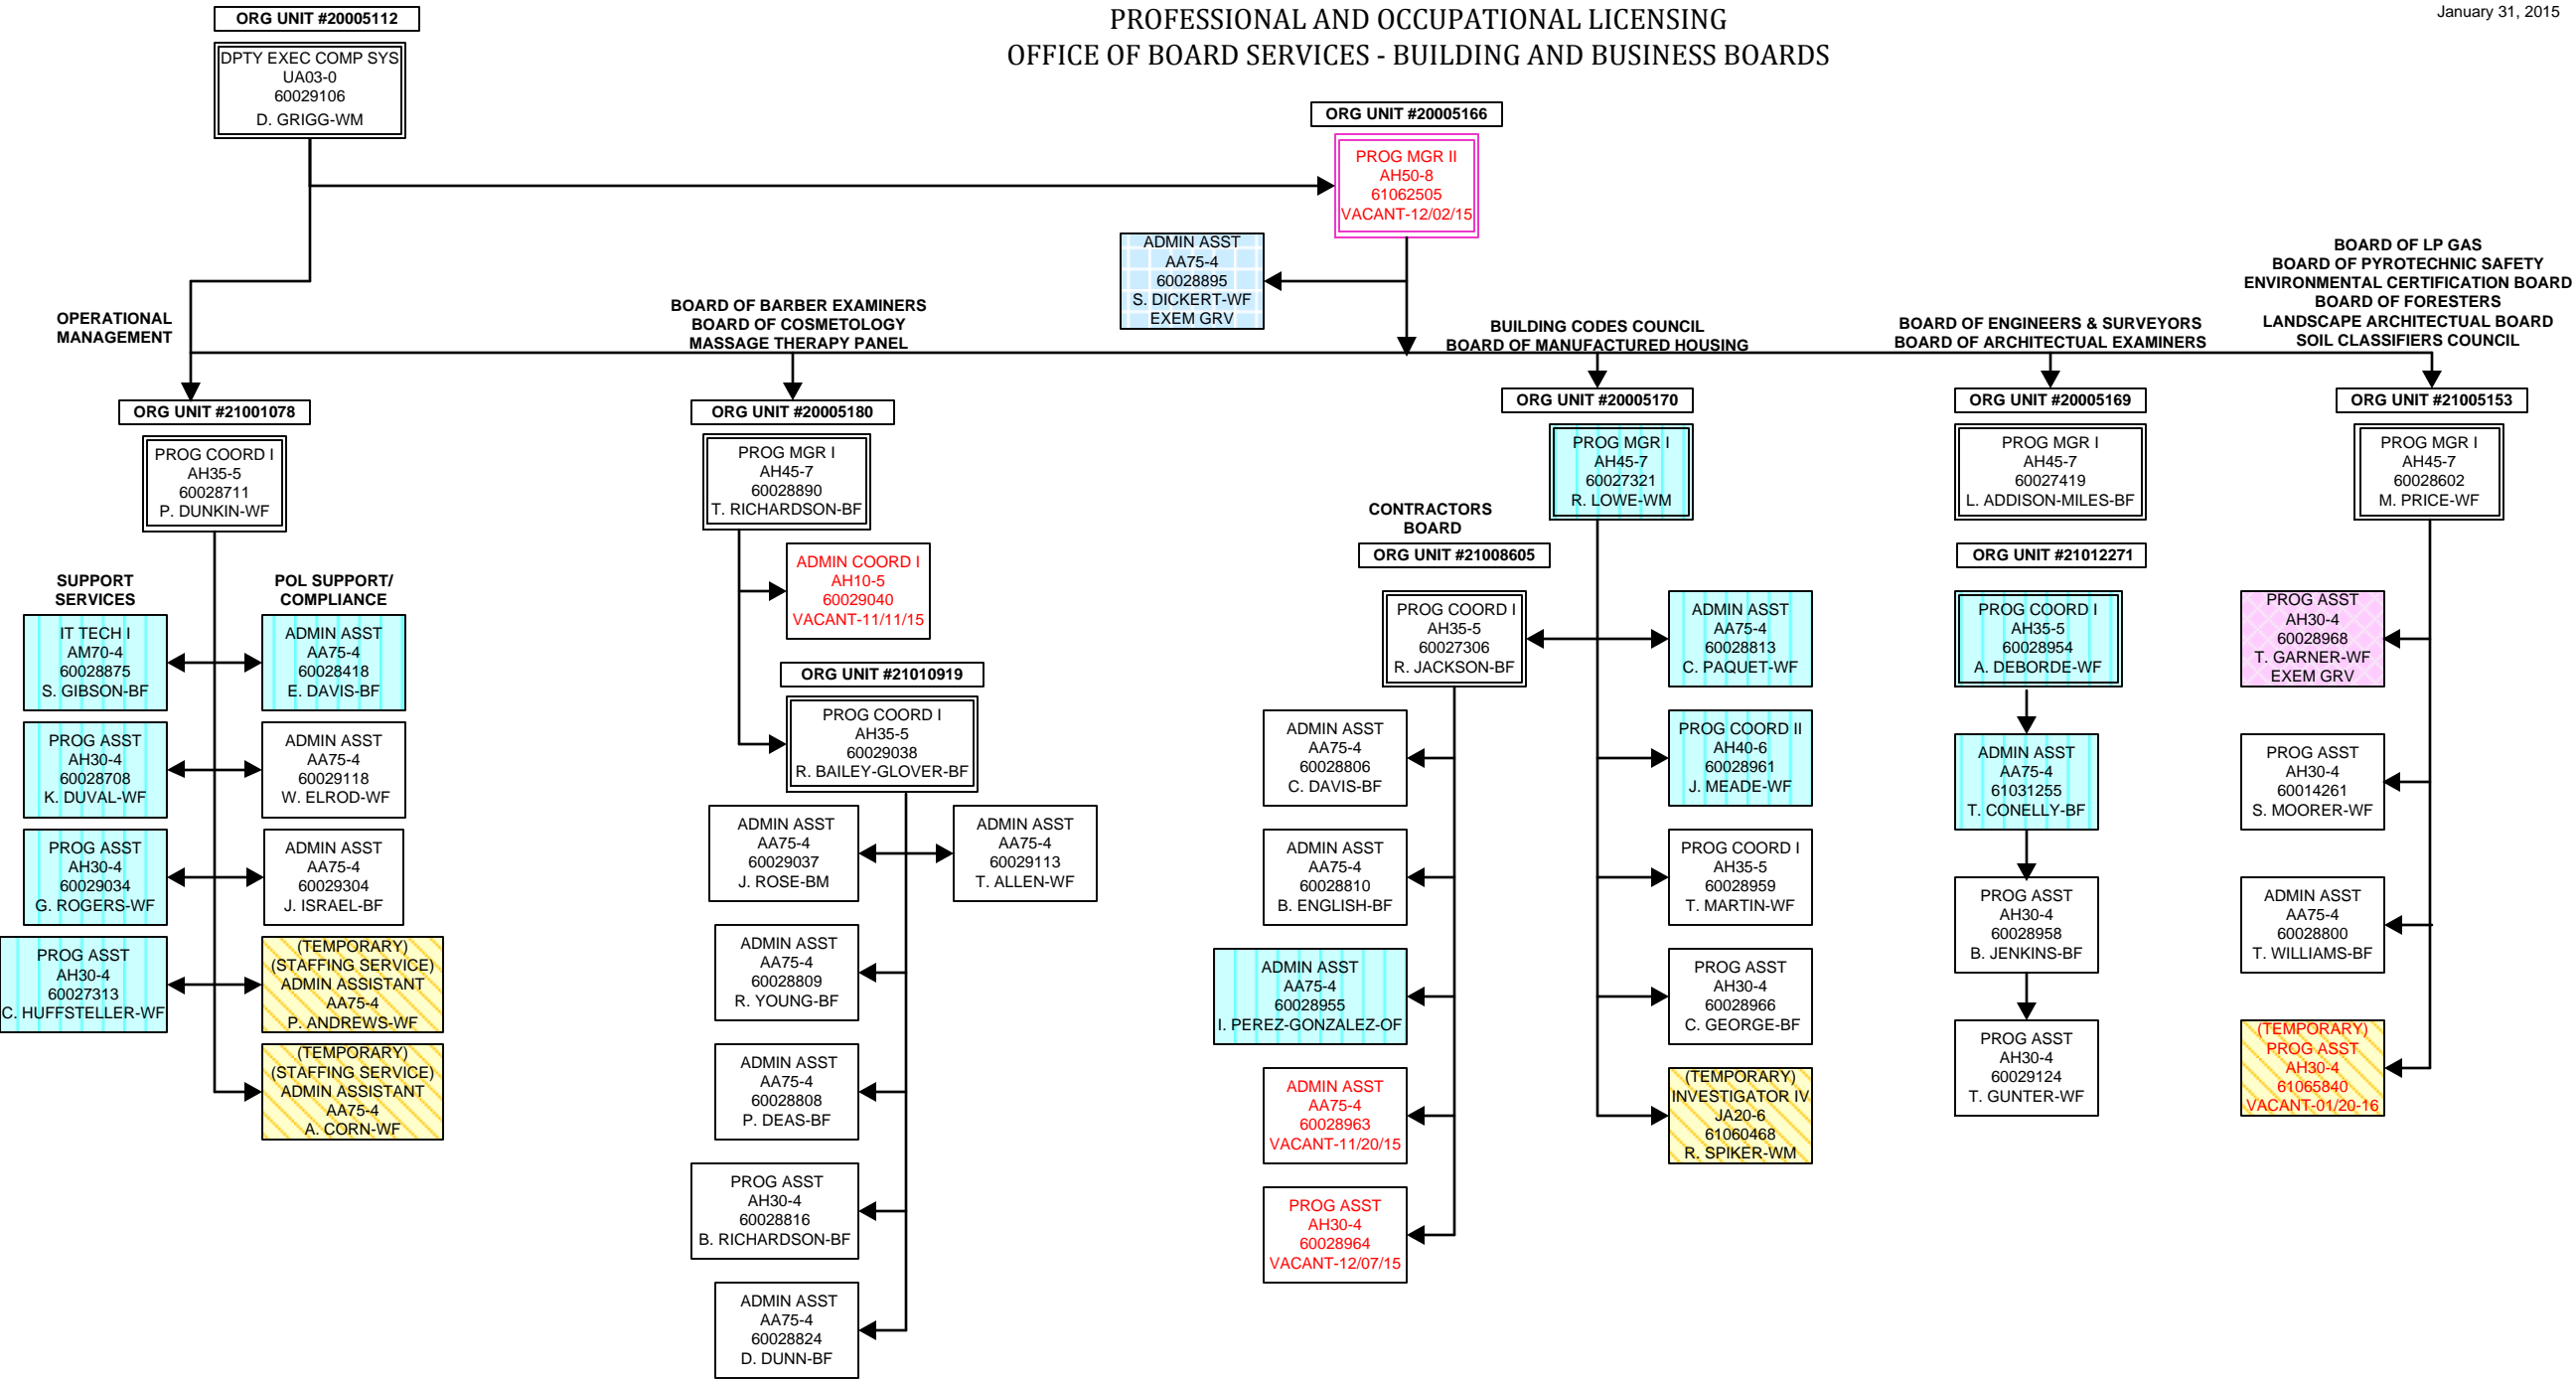 ORG UNIT #20005112
PROFESSIONAL AND OCCUPATIONAL LICENSING
OFFICE OF BOARD SERVICES - BUILDING AND BUSINESS BOARDS
January 31, 2015
DPTY EXEC COMP SYS
UA03-0
60029106
D. GRIGG-WM
ORG UNIT #20005166
PROG MGR II
AH50-8
61062505
VACANT-12/02/15
ADMIN ASST
AA75-4
60028895
S. DICKERT-WF
EXEM GRV
OPERATIONAL
MANAGEMENT
BOARD OF BARBER EXAMINERS
BOARD OF COSMETOLOGY
MASSAGE THERAPY PANEL
BUILDING CODES COUNCIL
BOARD OF MANUFACTURED HOUSING
BOARD OF ENGINEERS & SURVEYORS
BOARD OF ARCHITECTUAL EXAMINERS
BOARD OF LP GAS
BOARD OF PYROTECHNIC SAFETY
ENVIRONMENTAL CERTIFICATION BOARD
BOARD OF FORESTERS
LANDSCAPE ARCHITECTUAL BOARD
SOIL CLASSIFIERS COUNCIL
ORG UNIT #21001078
PROG COORD I
AH35-5
60028711
P. DUNKIN-WF
SUPPORT
SERVICES
POL SUPPORT/
COMPLIANCE
IT TECH I
AM70-4
60028875
S. GIBSON-BF
ADMIN ASST
AA75-4
60028418
E. DAVIS-BF
PROG ASST
AH30-4
60028708
K. DUVAL-WF
ADMIN ASST
AA75-4
60029118
W. ELROD-WF
PROG ASST
AH30-4
60029034
G. ROGERS-WF
ADMIN ASST
AA75-4
60029304
J. ISRAEL-BF
PROG ASST
AH30-4
60027313
C. HUFFSTELLER-WF
(TEMPORARY)
(STAFFING SERVICE)
ADMIN ASSISTANT
AA75-4
P. ANDREWS-WF
(TEMPORARY)
(STAFFING SERVICE)
ADMIN ASSISTANT
AA75-4
A. CORN-WF
ORG UNIT #20005180
PROG MGR I
AH45-7
60028890
T. RICHARDSON-BF
ADMIN COORD I
AH10-5
60029040
VACANT-11/11/15
ORG UNIT #21010919
PROG COORD I
AH35-5
60029038
R. BAILEY-GLOVER-BF
ADMIN ASST
AA75-4
60029037
J. ROSE-BM
ADMIN ASST
AA75-4
60029113
T. ALLEN-WF
ADMIN ASST
AA75-4
60028809
R. YOUNG-BF
ADMIN ASST
AA75-4
60028808
P. DEAS-BF
PROG ASST
AH30-4
60028816
B. RICHARDSON-BF
ADMIN ASST
AA75-4
60028824
D. DUNN-BF
ORG UNIT #20005170
PROG MGR I
AH45-7
60027321
R. LOWE-WM
CONTRACTORS
BOARD
ORG UNIT #21008605
PROG COORD I
AH35-5
60027306
R. JACKSON-BF
ADMIN ASST
AA75-4
60028806
C. DAVIS-BF
ADMIN ASST
AA75-4
60028810
B. ENGLISH-BF
ADMIN ASST
AA75-4
60028955
I. PEREZ-GONZALEZ-OF
ADMIN ASST
AA75-4
60028963
VACANT-11/20/15
PROG ASST
AH30-4
60028964
VACANT-12/07/15
ADMIN ASST
AA75-4
60028813
C. PAQUET-WF
PROG COORD II
AH40-6
60028961
J. MEADE-WF
PROG COORD I
AH35-5
60028959
T. MARTIN-WF
PROG ASST
AH30-4
60028966
C. GEORGE-BF
(TEMPORARY)
INVESTIGATOR IV
JA20-6
61060468
R. SPIKER-WM
ORG UNIT #20005169
PROG MGR I
AH45-7
60027419
L. ADDISON-MILES-BF
ORG UNIT #21012271
PROG COORD I
AH35-5
60028954
A. DEBORDE-WF
ADMIN ASST
AA75-4
61031255
T. CONELLY-BF
PROG ASST
AH30-4
60028958
B. JENKINS-BF
PROG ASST
AH30-4
60029124
T. GUNTER-WF
ORG UNIT #21005153
PROG MGR I
AH45-7
60028602
M. PRICE-WF
PROG ASST
AH30-4
60028968
T. GARNER-WF
EXEM GRV
PROG ASST
AH30-4
60014261
S. MOORER-WF
ADMIN ASST
AA75-4
60028800
T. WILLIAMS-BF
(TEMPORARY)
PROG ASST
AH30-4
61065840
VACANT-01/20-16